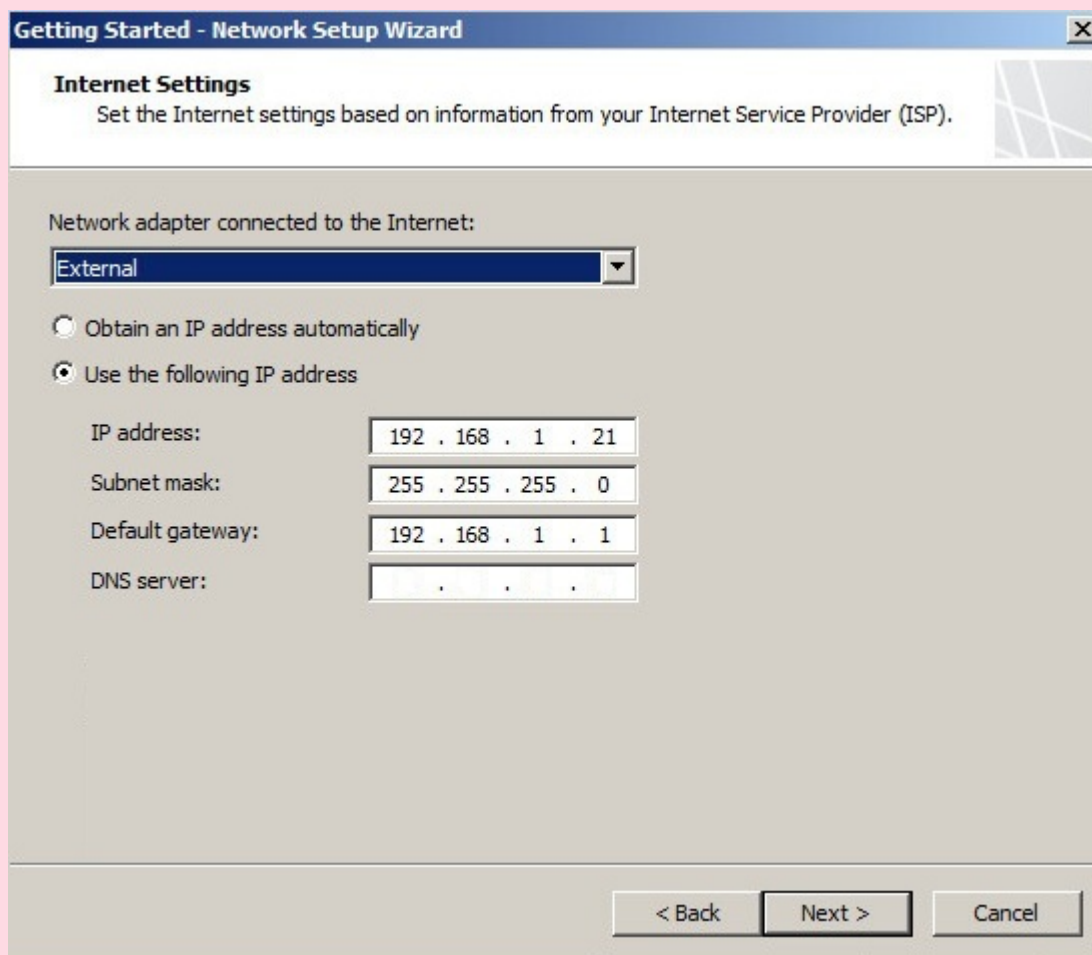 Getting Started - Network Setup Wizard
Internet Settings
Set the Internet settings based on information from your Internet Service Provider (ISP).
Network adapter connected to the Internet:
External
Obtain an IP address automatically
Use the following IP address
IP address: 192 . 168 . 1 . 21
Subnet mask: 255 . 255 . 255 . 0
Default gateway: 192 . 168 . 1 . 1
DNS server: . . .
< Back Next > Cancel